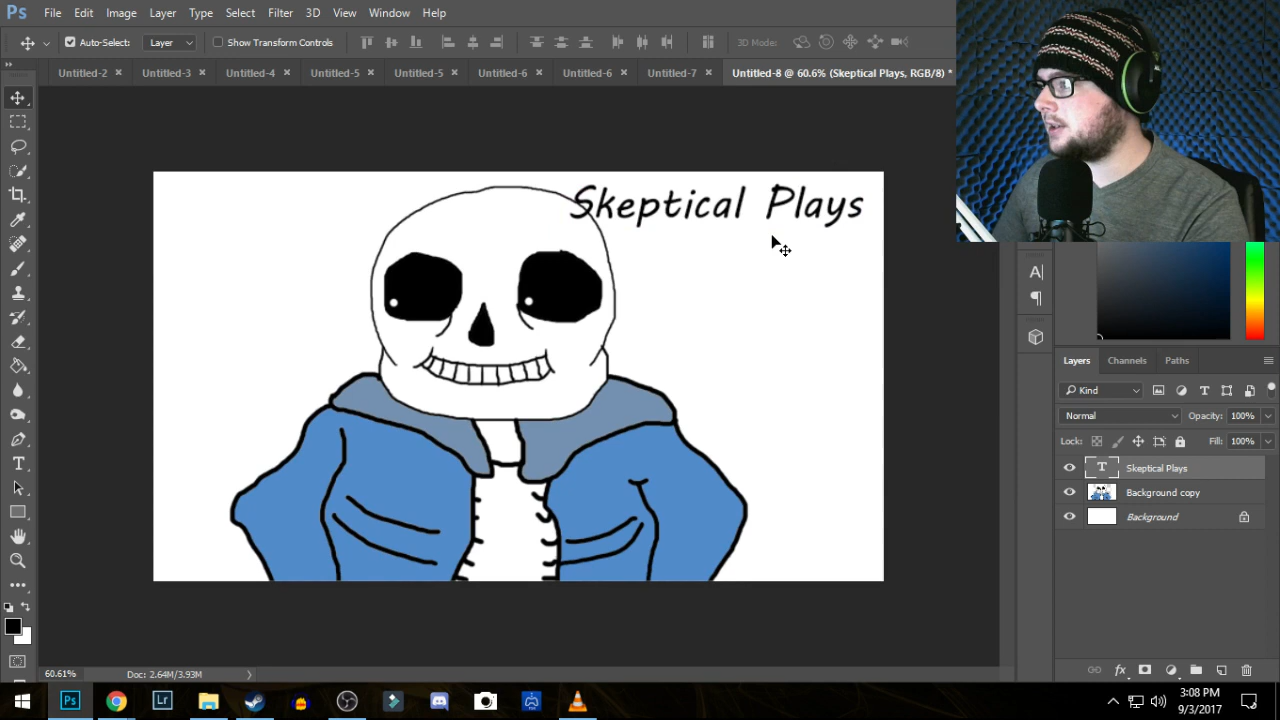 Ps File Edit Image Layer Type Select Filter 3D View Window Help
Auto-Select: Layer Show Transform Controls 3D Mode:
Untitled-2 × Untitled-3 × Untitled-4 × Untitled-5 × Untitled-5 × Untitled-6 × Untitled-6 × Untitled-7 × Untitled-8 @ 60.6% (Skeptical Plays, RGB/8) *
Skeptical Plays
Layers Channels Paths
Kind
Normal Opacity: 100%
Lock: Fill: 100%
T Skeptical Plays
Background copy
Background
60.61% Doc: 2.64M/3.93M
Ps Lr 3:08 PM
9/3/2017